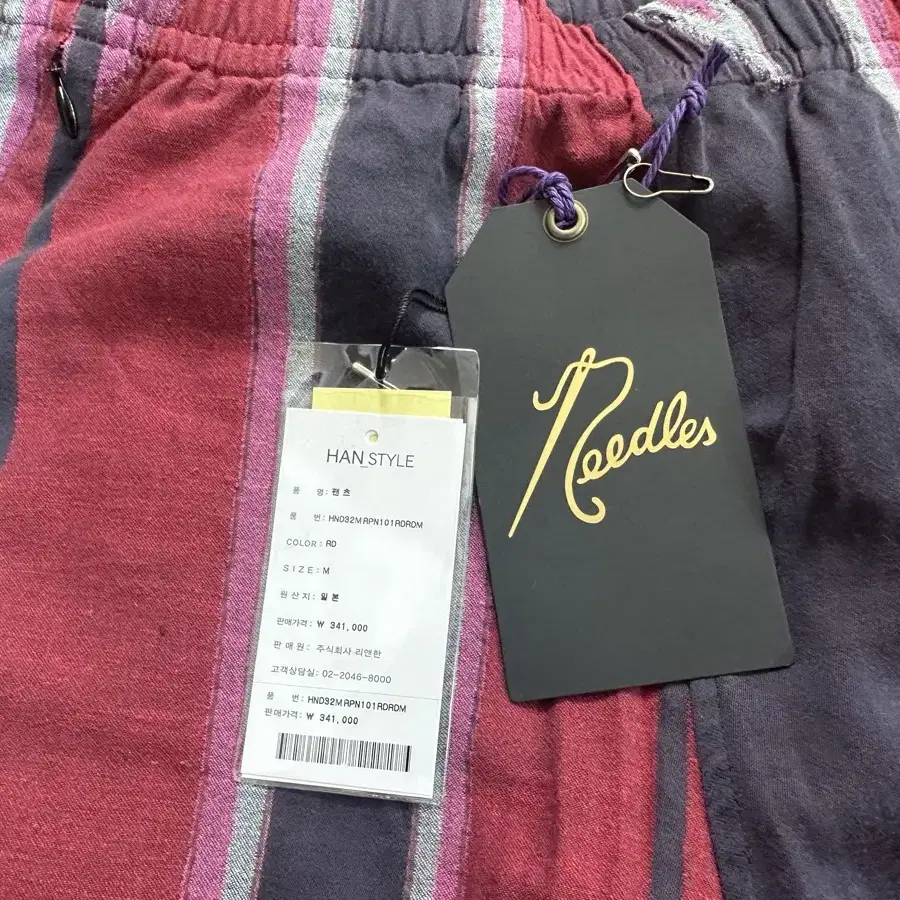 HAN_STYLE
품 명: 팬 츠
품 번: HND32MRPN101RDRDM
COLOR: RD
SIZE: M
원산지: 일 본
판매가격: ₩ 341,000
판매원: 주식회사 리앤한
고객상담실: 02-2046-8000
품 번: HND32MRPN101RDRDM
판매가격: ₩ 341,000
Needles